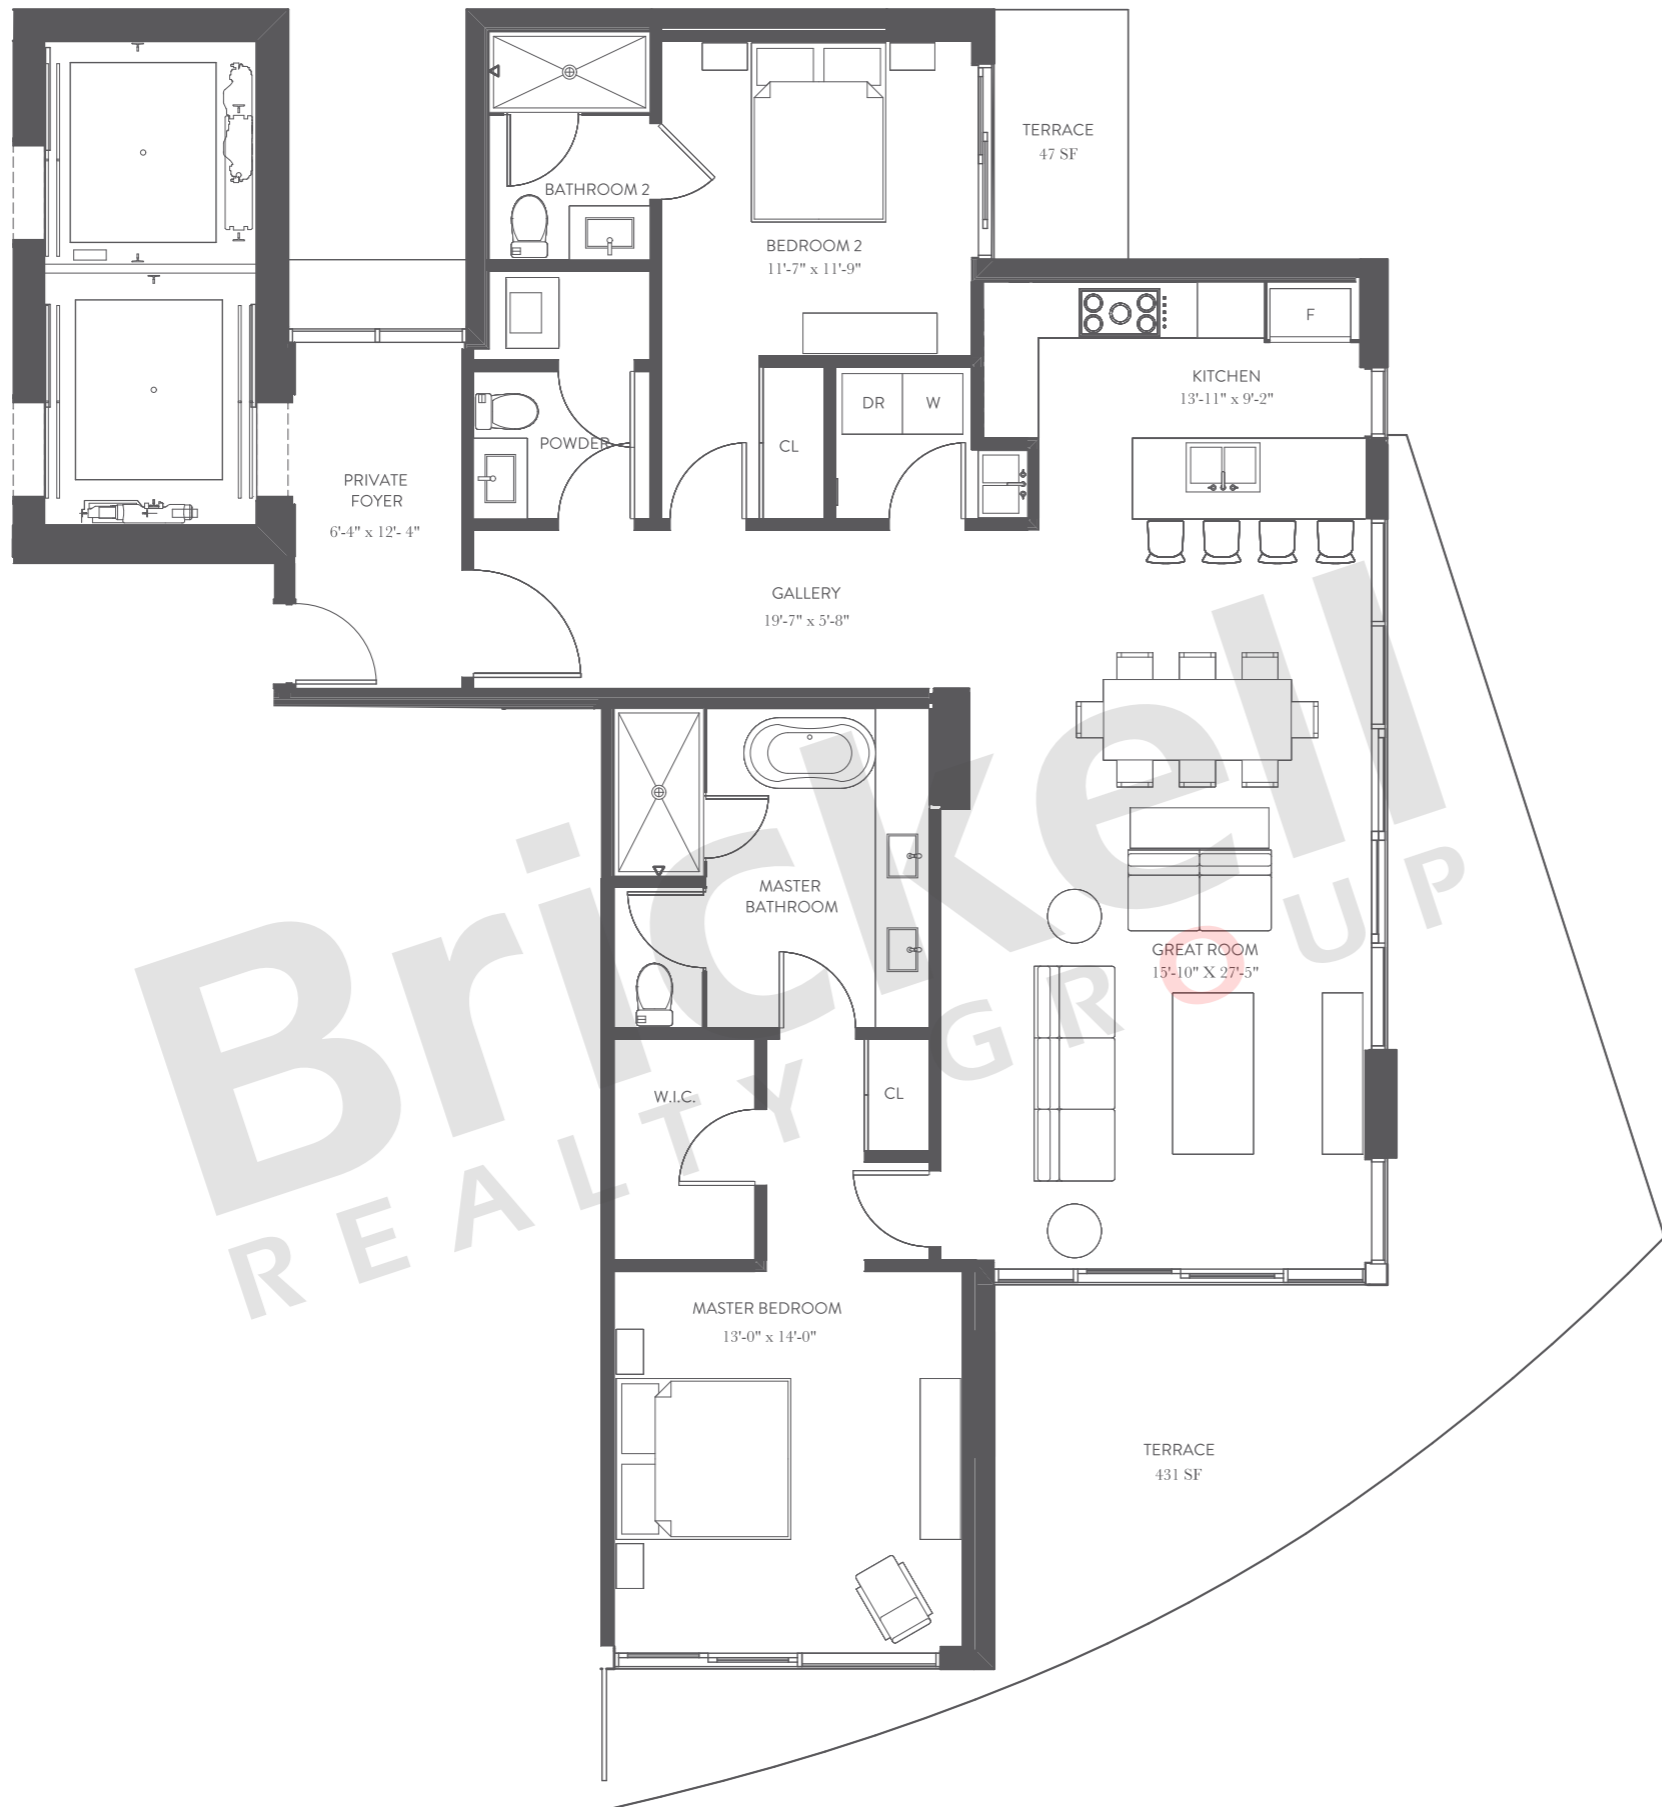 TERRACE
47 SF
BATHROOM 2
BEDROOM 2
11'-7" x 11'-9"
F
KITCHEN
13'-11" x 9'-2"
DR
W
CL
POWDER
PRIVATE
FOYER
6'-4" x 12'- 4"
GALLERY
19'-7" x 5'-8"
MASTER
BATHROOM
GREAT ROOM
15'-10" X 27'-5"
W.I.C.
CL
MASTER BEDROOM
13'-0" x 14'-0"
TERRACE
431 SF
Brickell
REALTY GROUP